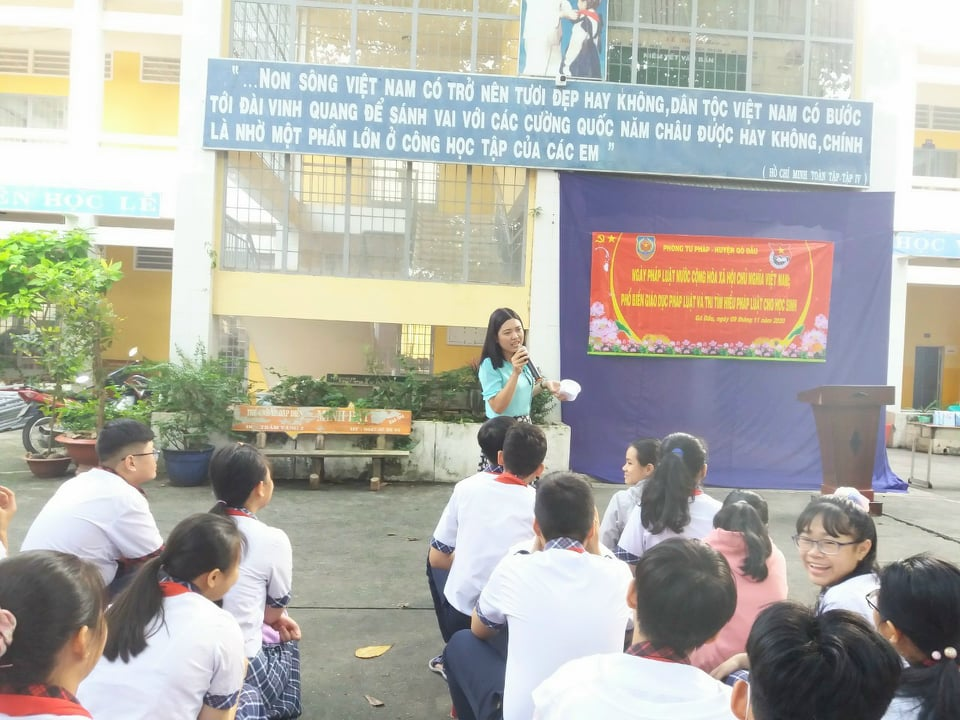 "...NON SÔNG VIỆT NAM CÓ TRỞ NÊN TƯƠI ĐẸP HAY KHÔNG,DÂN TỘC VIỆT NAM CÓ BƯỚC
TỚI ĐÀI VINH QUANG ĐỂ SÁNH VAI VỚI CÁC CƯỜNG QUỐC NĂM CHÂU ĐƯỢC HAY KHÔNG,CHÍNH
LÀ NHỜ MỘT PHẦN LỚN Ở CÔNG HỌC TẬP CỦA CÁC EM"
( HỒ CHÍ MINH TOÀN TẬP-TẬP IV )
ÊN HỌC LỄ
PHÒNG TƯ PHÁP - HUYỆN GÒ DẦU
NGÀY PHÁP LUẬT NƯỚC CỘNG HÒA XÃ HỘI CHỦ NGHĨA VIỆT NAM;
PHỔ BIẾN GIÁO DỤC PHÁP LUẬT VÀ THI TÌM HIỂU PHÁP LUẬT CHO HỌC SINH
Gò Dầu, ngày 09 tháng 11 năm 2020